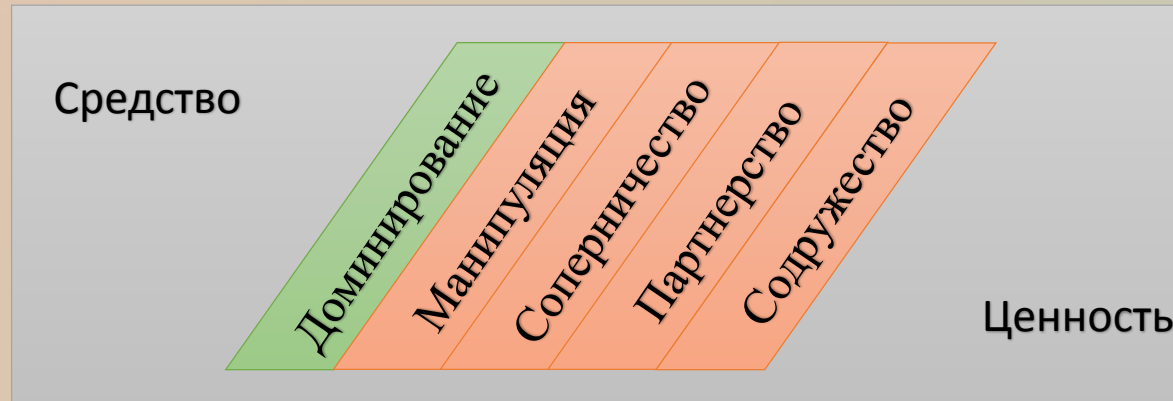 Средство
Доминирование
Манипуляция
Соперничество
Партнерство
Содружество
Ценность